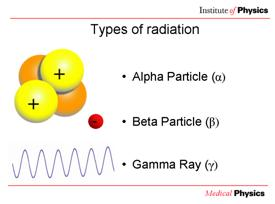 Institute of Physics
Types of radiation
+
+
• Alpha Particle (α)
• Beta Particle (β)
• Gamma Ray (γ)
Medical Physics